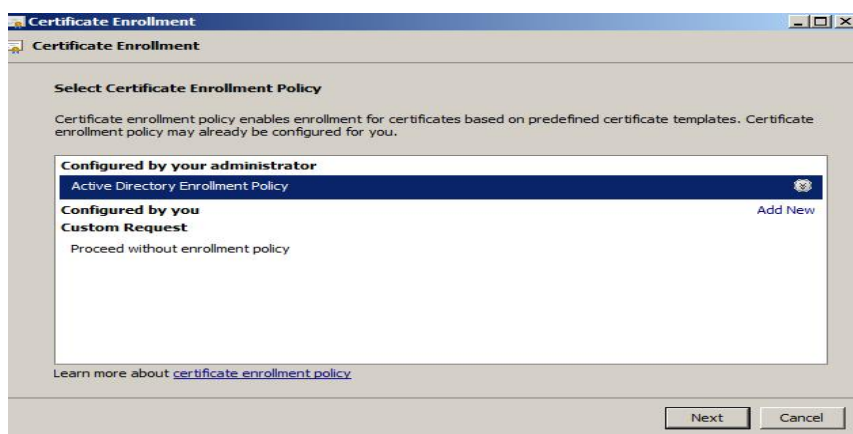 Certificate Enrollment
Certificate Enrollment
Select Certificate Enrollment Policy
Certificate enrollment policy enables enrollment for certificates based on predefined certificate templates. Certificate
enrollment policy may already be configured for you.
Configured by your administrator
Active Directory Enrollment Policy
Configured by you Add New
Custom Request
Proceed without enrollment policy
Learn more about certificate enrollment policy
Next Cancel